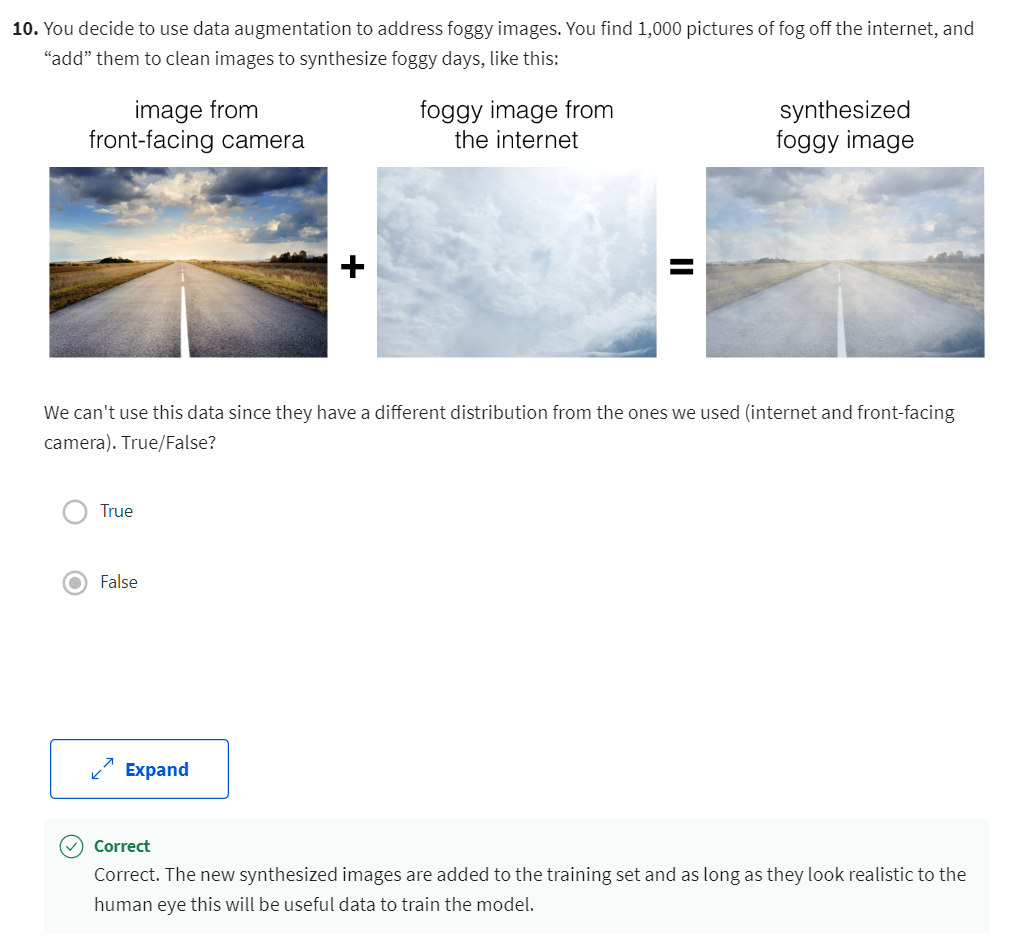 10. You decide to use data augmentation to address foggy images. You find 1,000 pictures of fog off the internet, and
“add” them to clean images to synthesize foggy days, like this:
image from
front-facing camera
foggy image from
the internet
synthesized
foggy image
+
=
We can't use this data since they have a different distribution from the ones we used (internet and front-facing
camera). True/False?
True
False
Expand
Correct
Correct. The new synthesized images are added to the training set and as long as they look realistic to the
human eye this will be useful data to train the model.